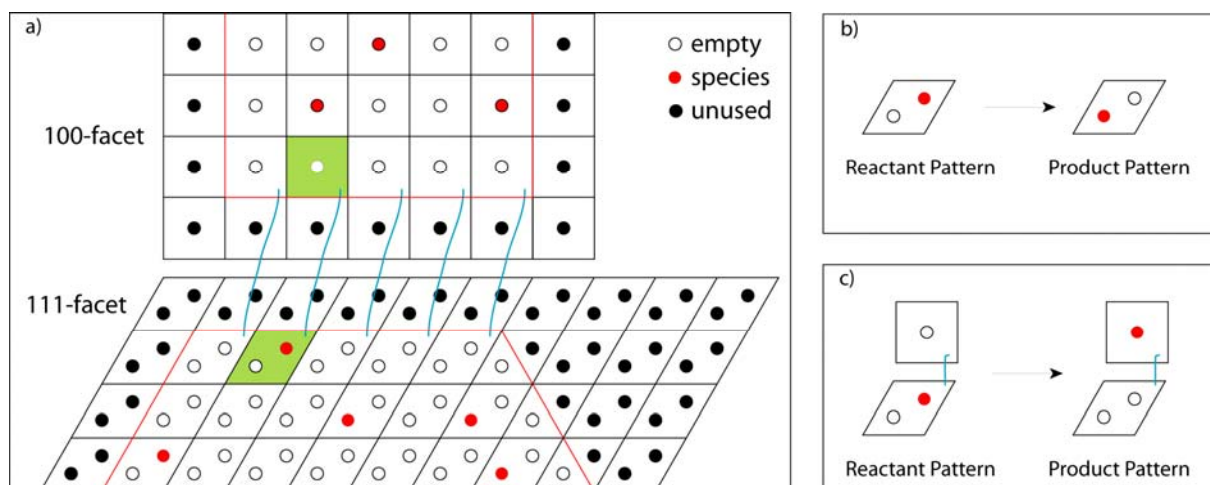 a)
empty
species
unused
100-facet
111-facet
b)
Reactant Pattern Product Pattern
c)
Reactant Pattern Product Pattern